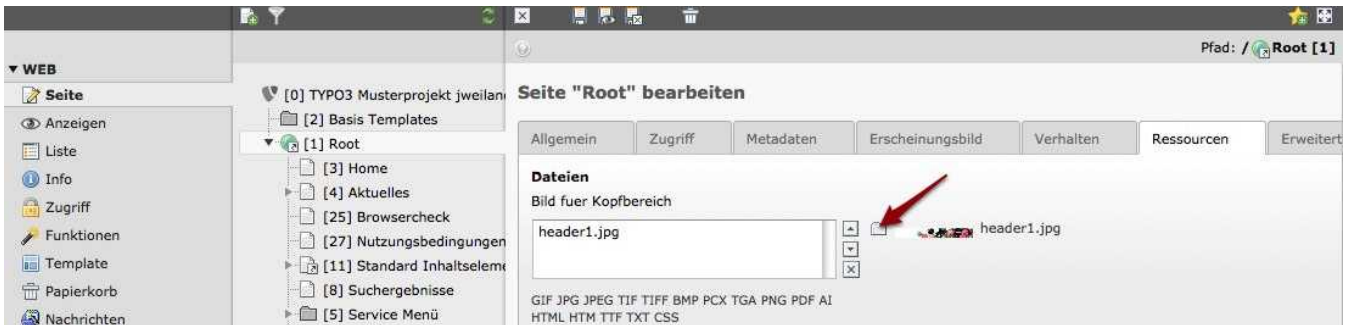 Pfad: / Root [1]
WEB
Seite
Anzeigen
Liste
Info
Zugriff
Funktionen
Template
Papierkorb
Nachrichten
[0] TYPO3 Musterprojekt jweilan
[2] Basis Templates
[1] Root
[3] Home
[4] Aktuelles
[25] Browsercheck
[27] Nutzungsbedingungen
[11] Standard Inhaltseleme
[8] Suchergebnisse
[5] Service Menü
Seite "Root" bearbeiten
Allgemein Zugriff Metadaten Erscheinungsbild Verhalten Ressourcen Erweitert
Dateien
Bild fuer Kopfbereich
header1.jpg
header1.jpg
GIF JPG JPEG TIF TIFF BMP PCX TGA PNG PDF AI
HTML HTM TTF TXT CSS